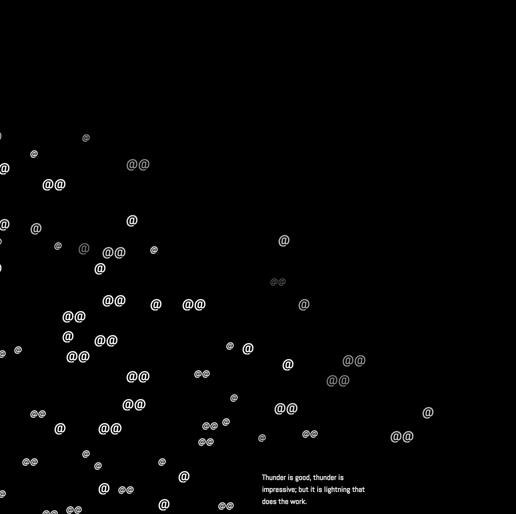 Thunder is good, thunder is
impressive; but it is lightning that
does the work.